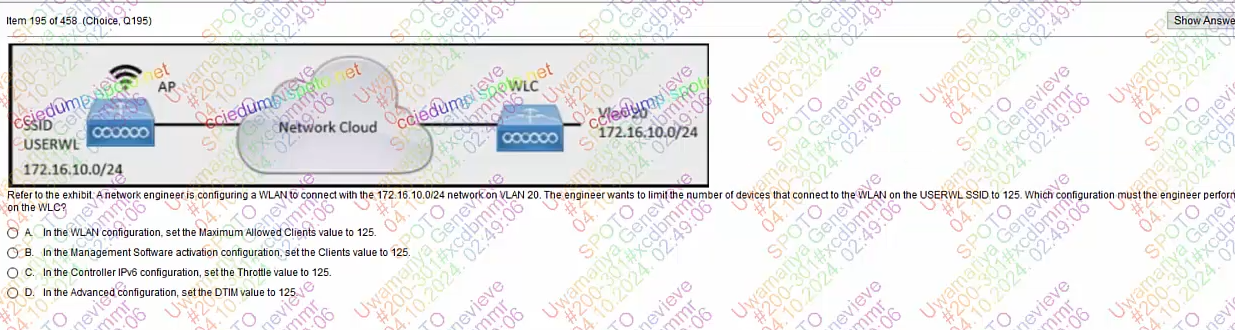 Item 195 of 458 (Choice, Q195)
Show Answe
AP
WLC
SSID
USERWL
172.16.10.0/24
Network Cloud
Vlan 20
172.16.10.0/24
Refer to the exhibit. A network engineer is configuring a WLAN to connect with the 172.16.10.0/24 network on VLAN 20. The engineer wants to limit the number of devices that connect to the WLAN on the USERWL SSID to 125. Which configuration must the engineer perform
on the WLC?
A. In the WLAN configuration, set the Maximum Allowed Clients value to 125.
B. In the Management Software activation configuration, set the Clients value to 125.
C. In the Controller IPv6 configuration, set the Throttle value to 125.
D. In the Advanced configuration, set the DTIM value to 125.